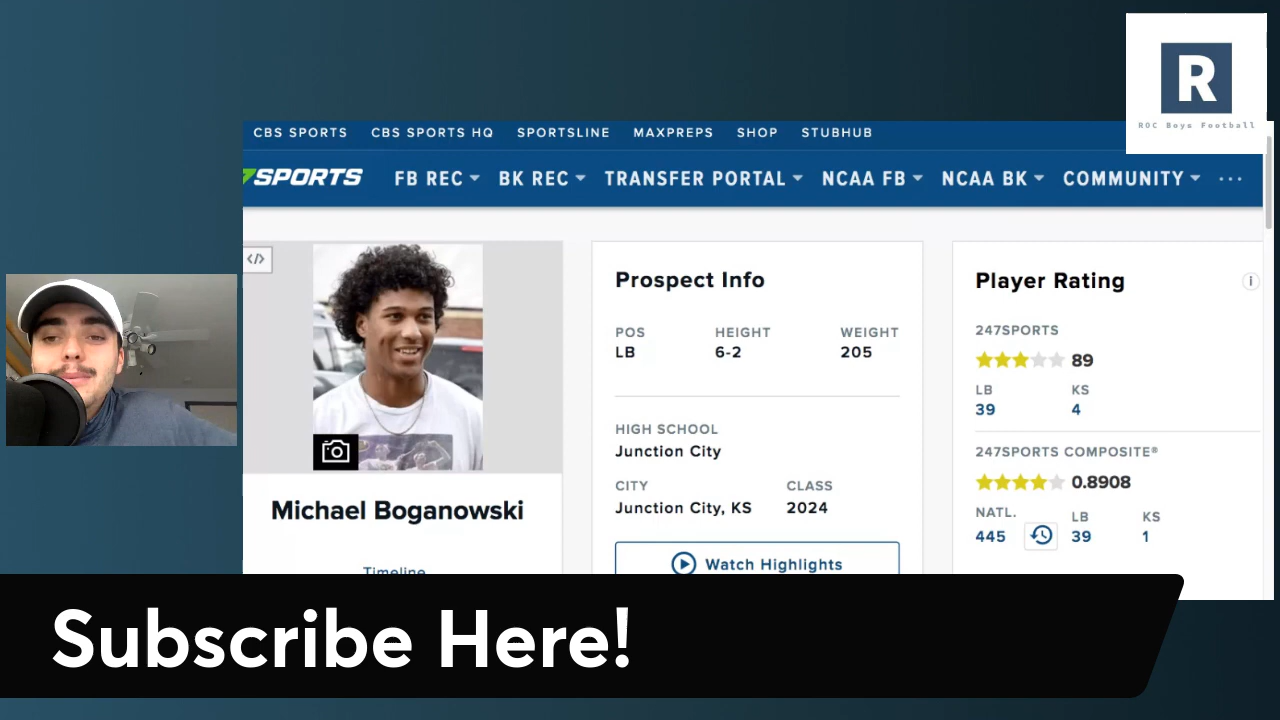 R
ROC Boys Football
CBS SPORTS CBS SPORTS HQ SPORTSLINE MAXPREPS SHOP STUBHUB
7SPORTS FB REC BK REC TRANSFER PORTAL NCAA FB NCAA BK COMMUNITY ...
</>
Prospect Info
POS HEIGHT WEIGHT
LB 6-2 205
HIGH SCHOOL
Junction City
CITY CLASS
Junction City, KS 2024
Watch Highlights
Player Rating
i
247SPORTS
89
LB KS
39 4
247SPORTS COMPOSITE®
0.8908
NATL. LB KS
445 39 1
Michael Boganowski
Timeline
Subscribe Here!